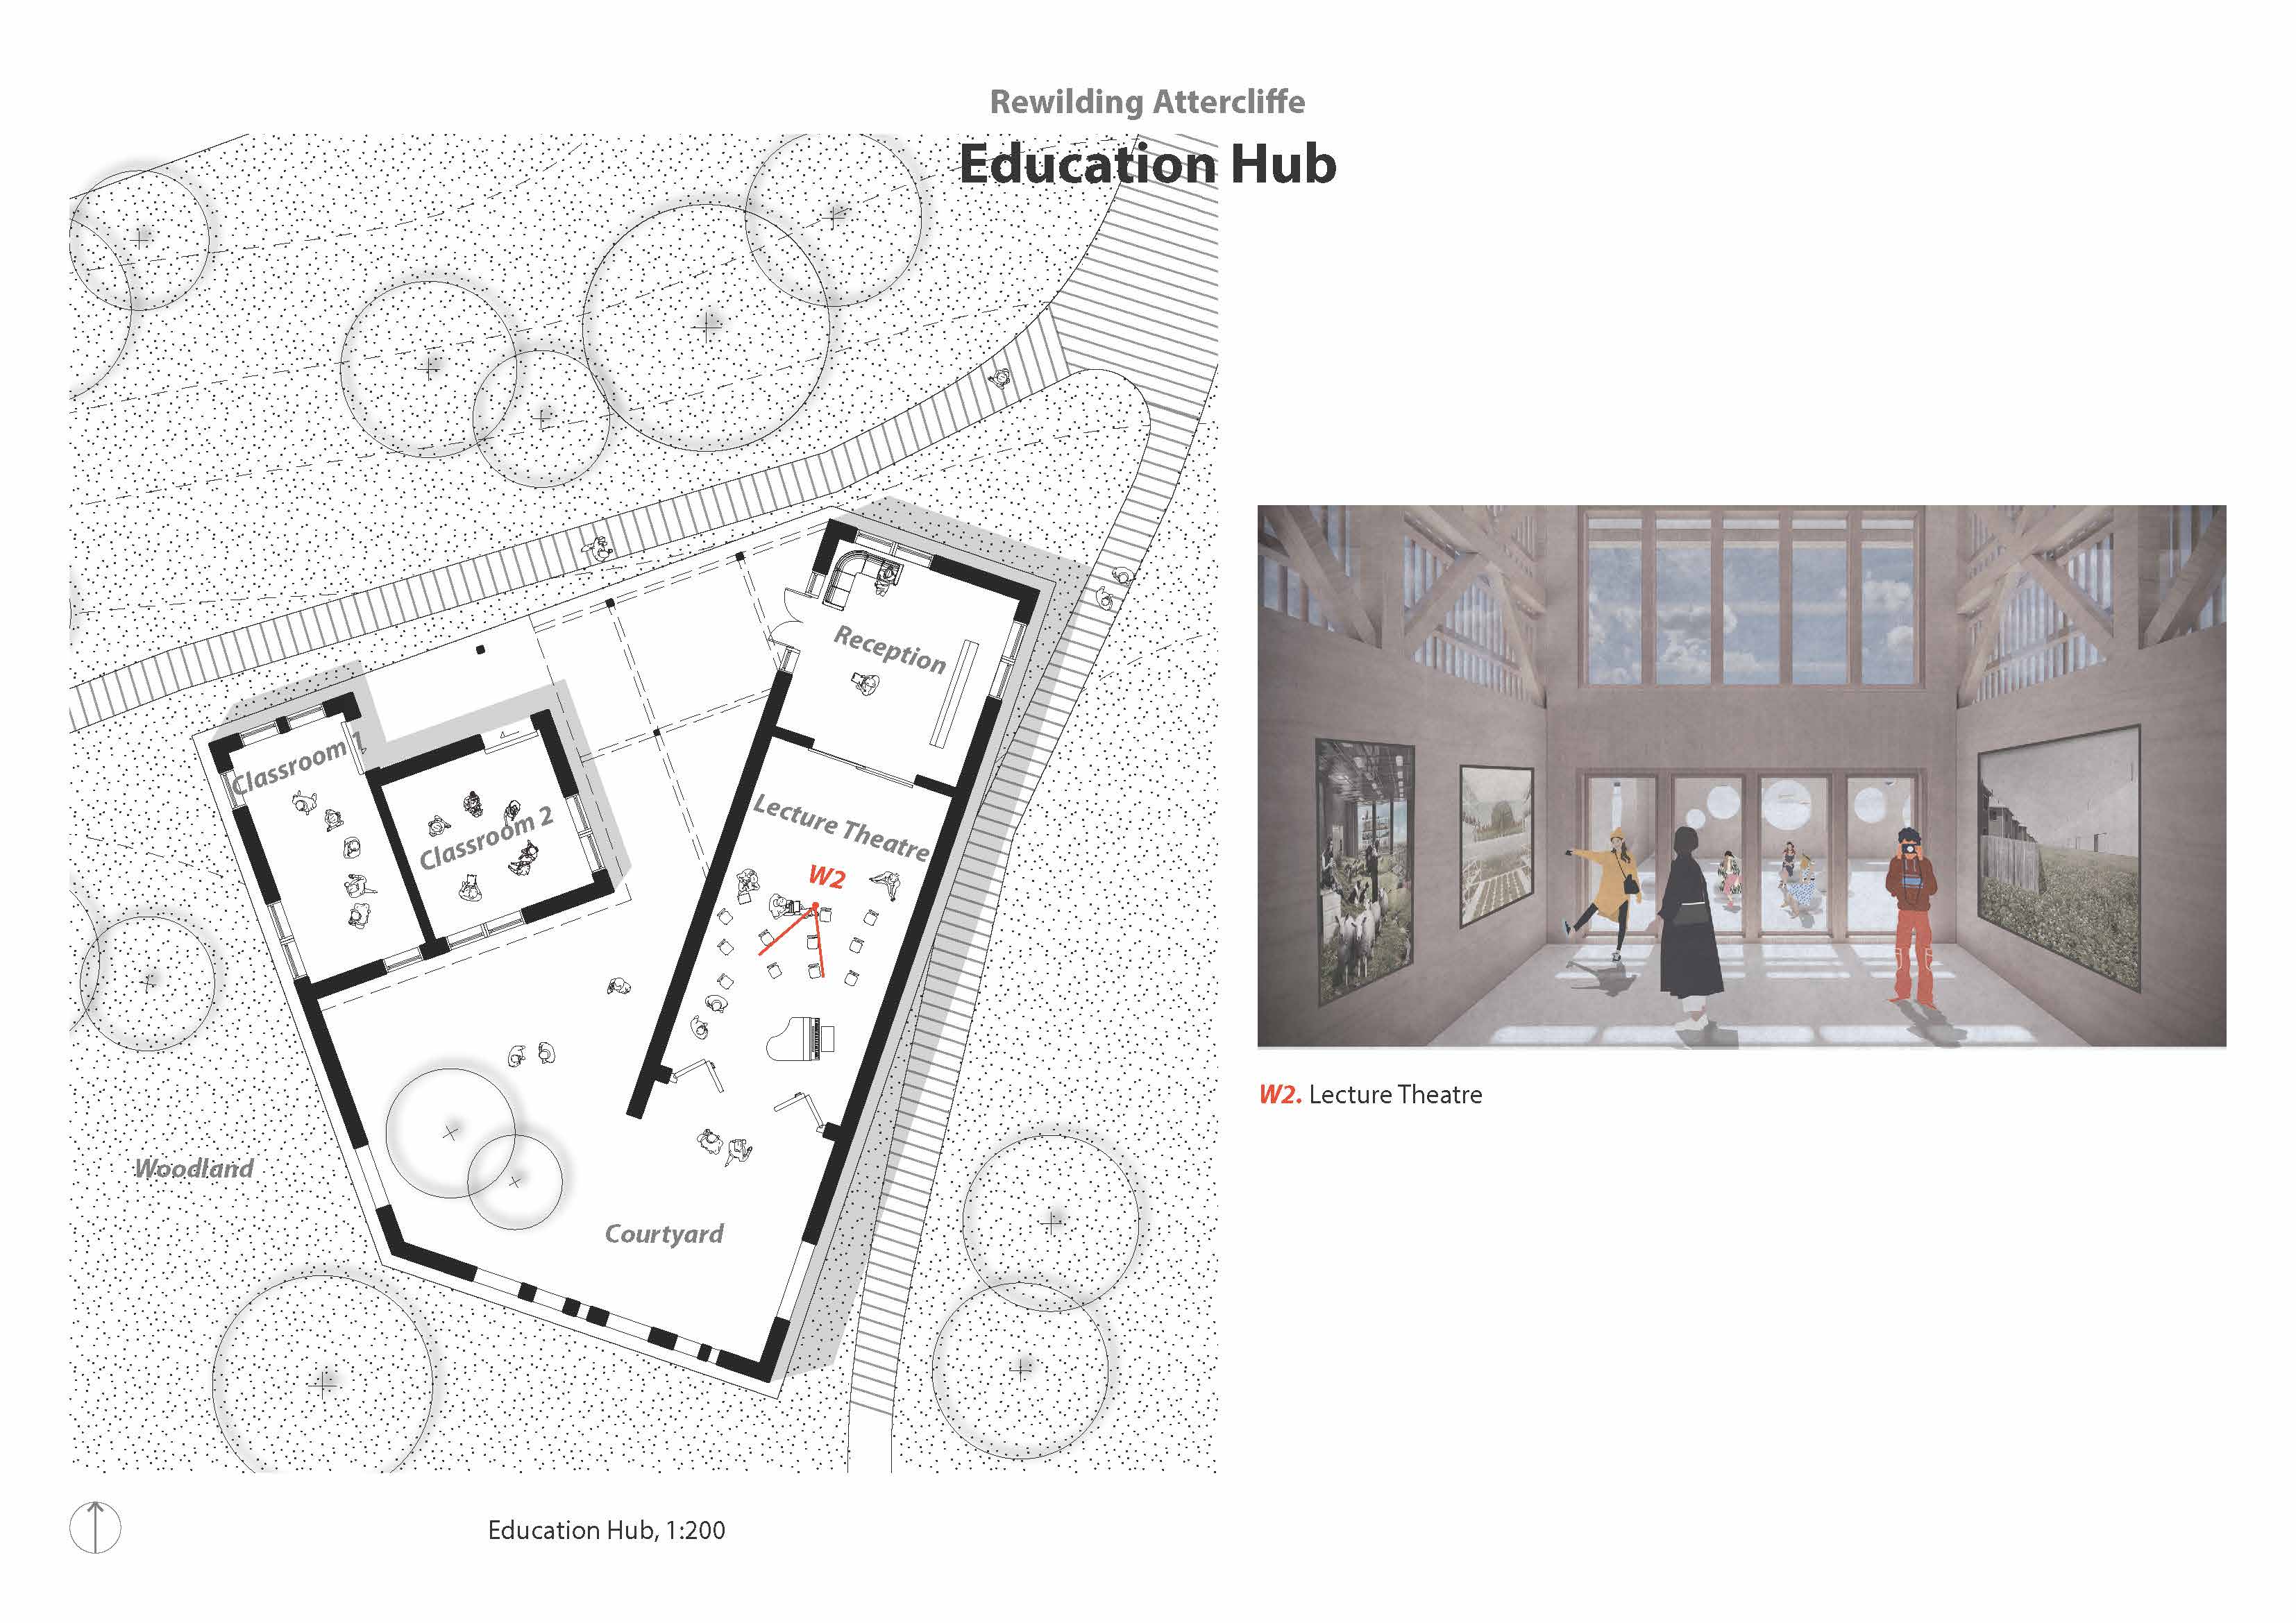 Rewilding Attercliffe
Education Hub
Reception
Classroom 1
Classroom 2
Lecture Theatre
W2
Woodland
Courtyard
W2. Lecture Theatre
Education Hub, 1:200